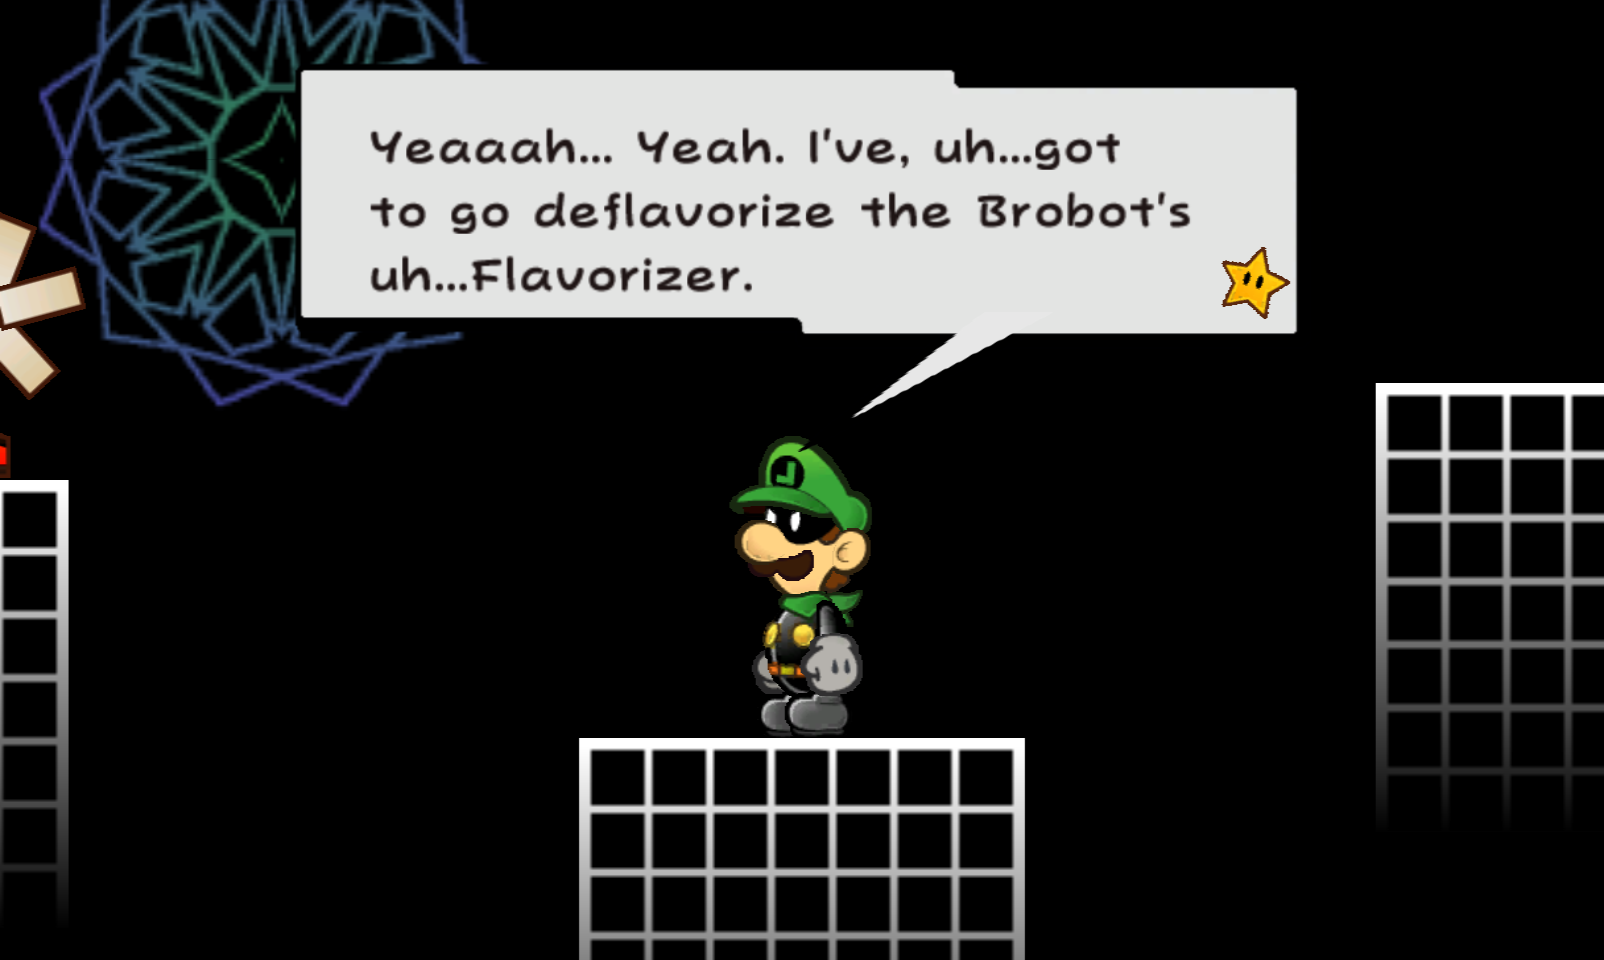 Yeaaah... Yeah. I've, uh...got
to go deflavorize the Brobot's
uh...Flavorizer.